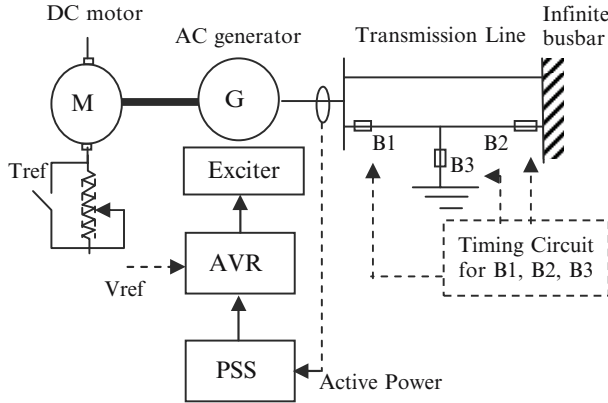 DC motor
AC generator
Transmission Line
Infinite
busbar
M
G
B1
B2
B3
Tref
Exciter
Timing Circuit
for B1, B2, B3
AVR
Vref
PSS
Active Power